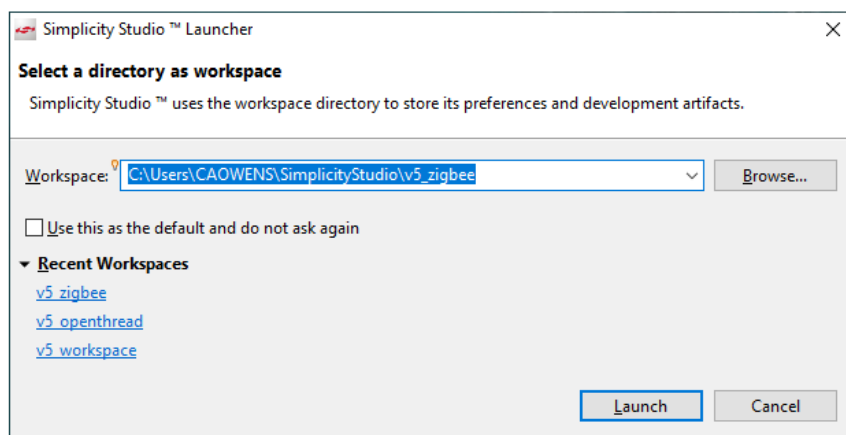 Simplicity Studio ™ Launcher
Select a directory as workspace
Simplicity Studio ™ uses the workspace directory to store its preferences and development artifacts.
Workspace: C:\Users\CAOWENS\SimplicityStudio\v5_zigbee Browse...
Use this as the default and do not ask again
Recent Workspaces
v5_zigbee
v5_openthread
v5_workspace
Launch Cancel